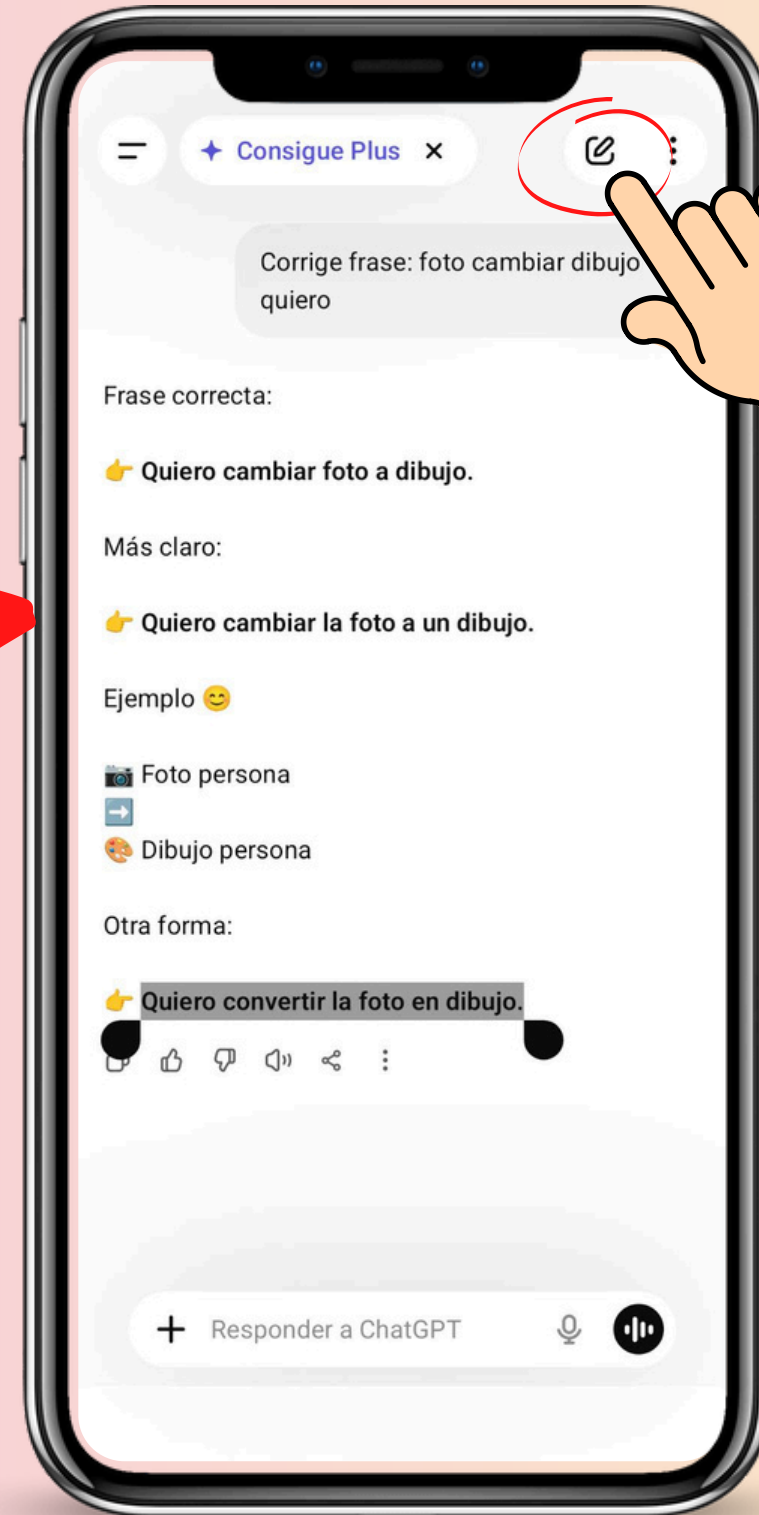 Consigue Plus
Corrige frase: foto cambiar dibujo
quiero
Frase correcta:
👉 Quiero cambiar foto a dibujo.
Más claro:
👉 Quiero cambiar la foto a un dibujo.
Ejemplo 😊
📷 Foto persona
➡️
🎨 Dibujo persona
Otra forma:
👉 Quiero convertir la foto en dibujo.
Responder a ChatGPT